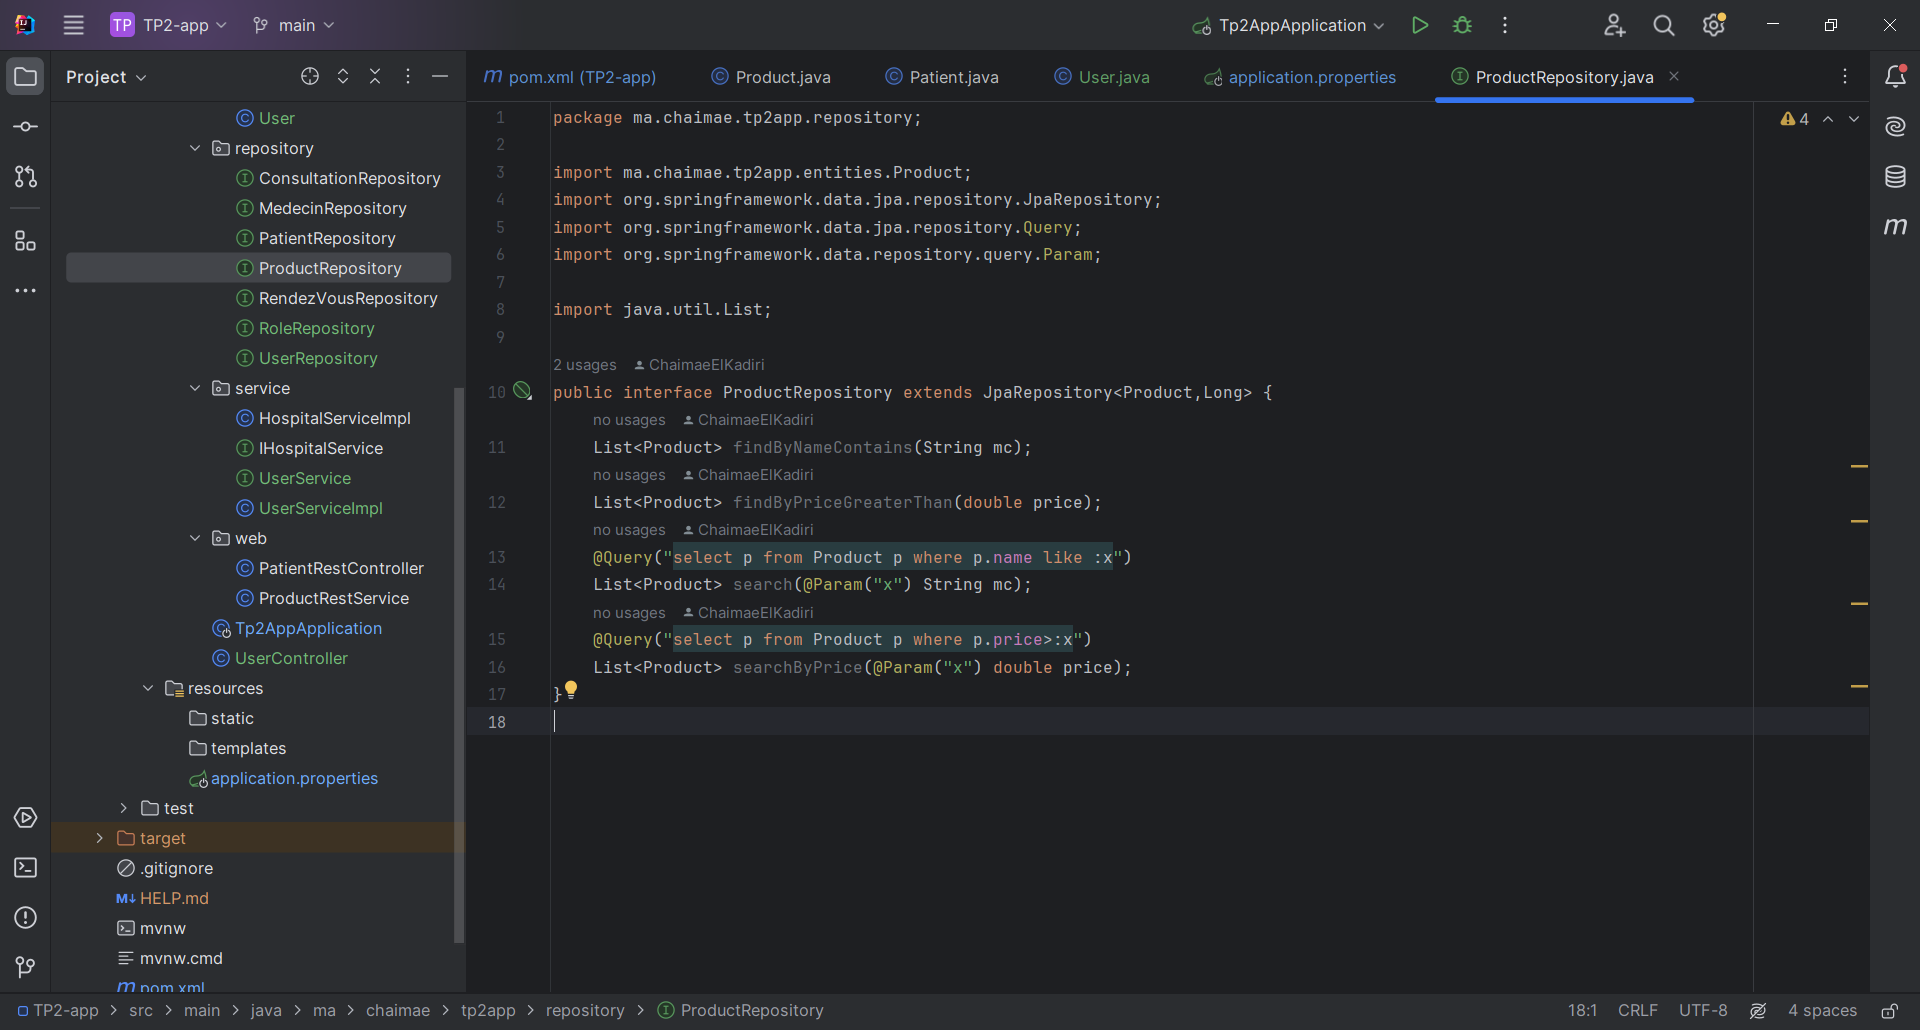 TP TP2-app main Tp2AppApplication
Project
pom.xml (TP2-app) Product.java Patient.java User.java application.properties ProductRepository.java
User
repository
ConsultationRepository
MedecinRepository
PatientRepository
ProductRepository
RendezVousRepository
RoleRepository
UserRepository
service
HospitalServiceImpl
IHospitalService
UserService
UserServiceImpl
web
PatientRestController
ProductRestService
Tp2AppApplication
UserController
resources
static
templates
application.properties
test
target
.gitignore
HELP.md
mvnw
mvnw.cmd
pom.xml
4
1 package ma.chaimae.tp2app.repository;
2
3 import ma.chaimae.tp2app.entities.Product;
4 import org.springframework.data.jpa.repository.JpaRepository;
5 import org.springframework.data.jpa.repository.Query;
6 import org.springframework.data.repository.query.Param;
7
8 import java.util.List;
9
2 usages ChaimaeElKadiri
10 public interface ProductRepository extends JpaRepository<Product,Long> {
no usages ChaimaeElKadiri
11 List<Product> findByNameContains(String mc);
no usages ChaimaeElKadiri
12 List<Product> findByPriceGreaterThan(double price);
no usages ChaimaeElKadiri
13 @Query("select p from Product p where p.name like :x")
14 List<Product> search(@Param("x") String mc);
no usages ChaimaeElKadiri
15 @Query("select p from Product p where p.price>:x")
16 List<Product> searchByPrice(@Param("x") double price);
17 }
18
TP2-app > src > main > java > ma > chaimae > tp2app > repository > ProductRepository
18:1 CRLF UTF-8 4 spaces